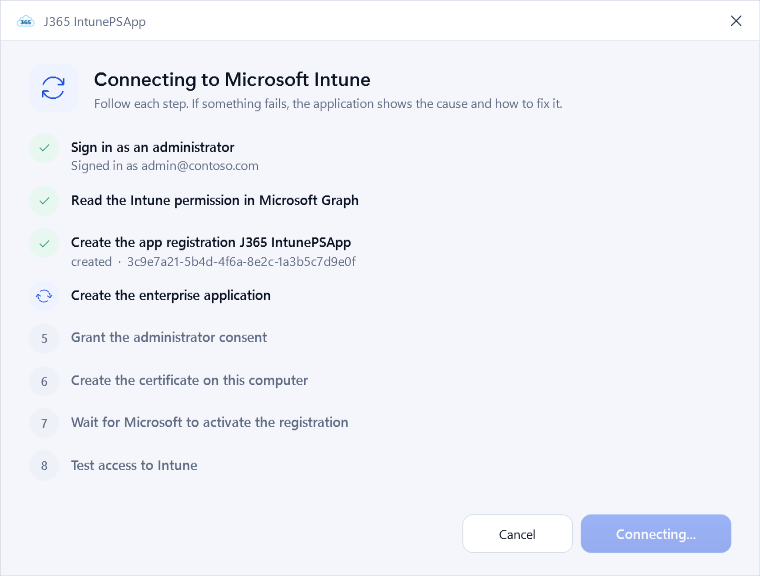 365
J365 IntunePSApp
Connecting to Microsoft Intune
Follow each step. If something fails, the application shows the cause and how to fix it.
Sign in as an administrator
Signed in as admin@contoso.com
Read the Intune permission in Microsoft Graph
Create the app registration J365 IntunePSApp
created · 3c9e7a21-5b4d-4f6a-8e2c-1a3b5c7d9e0f
Create the enterprise application
5 Grant the administrator consent
6 Create the certificate on this computer
7 Wait for Microsoft to activate the registration
8 Test access to Intune
Cancel
Connecting...